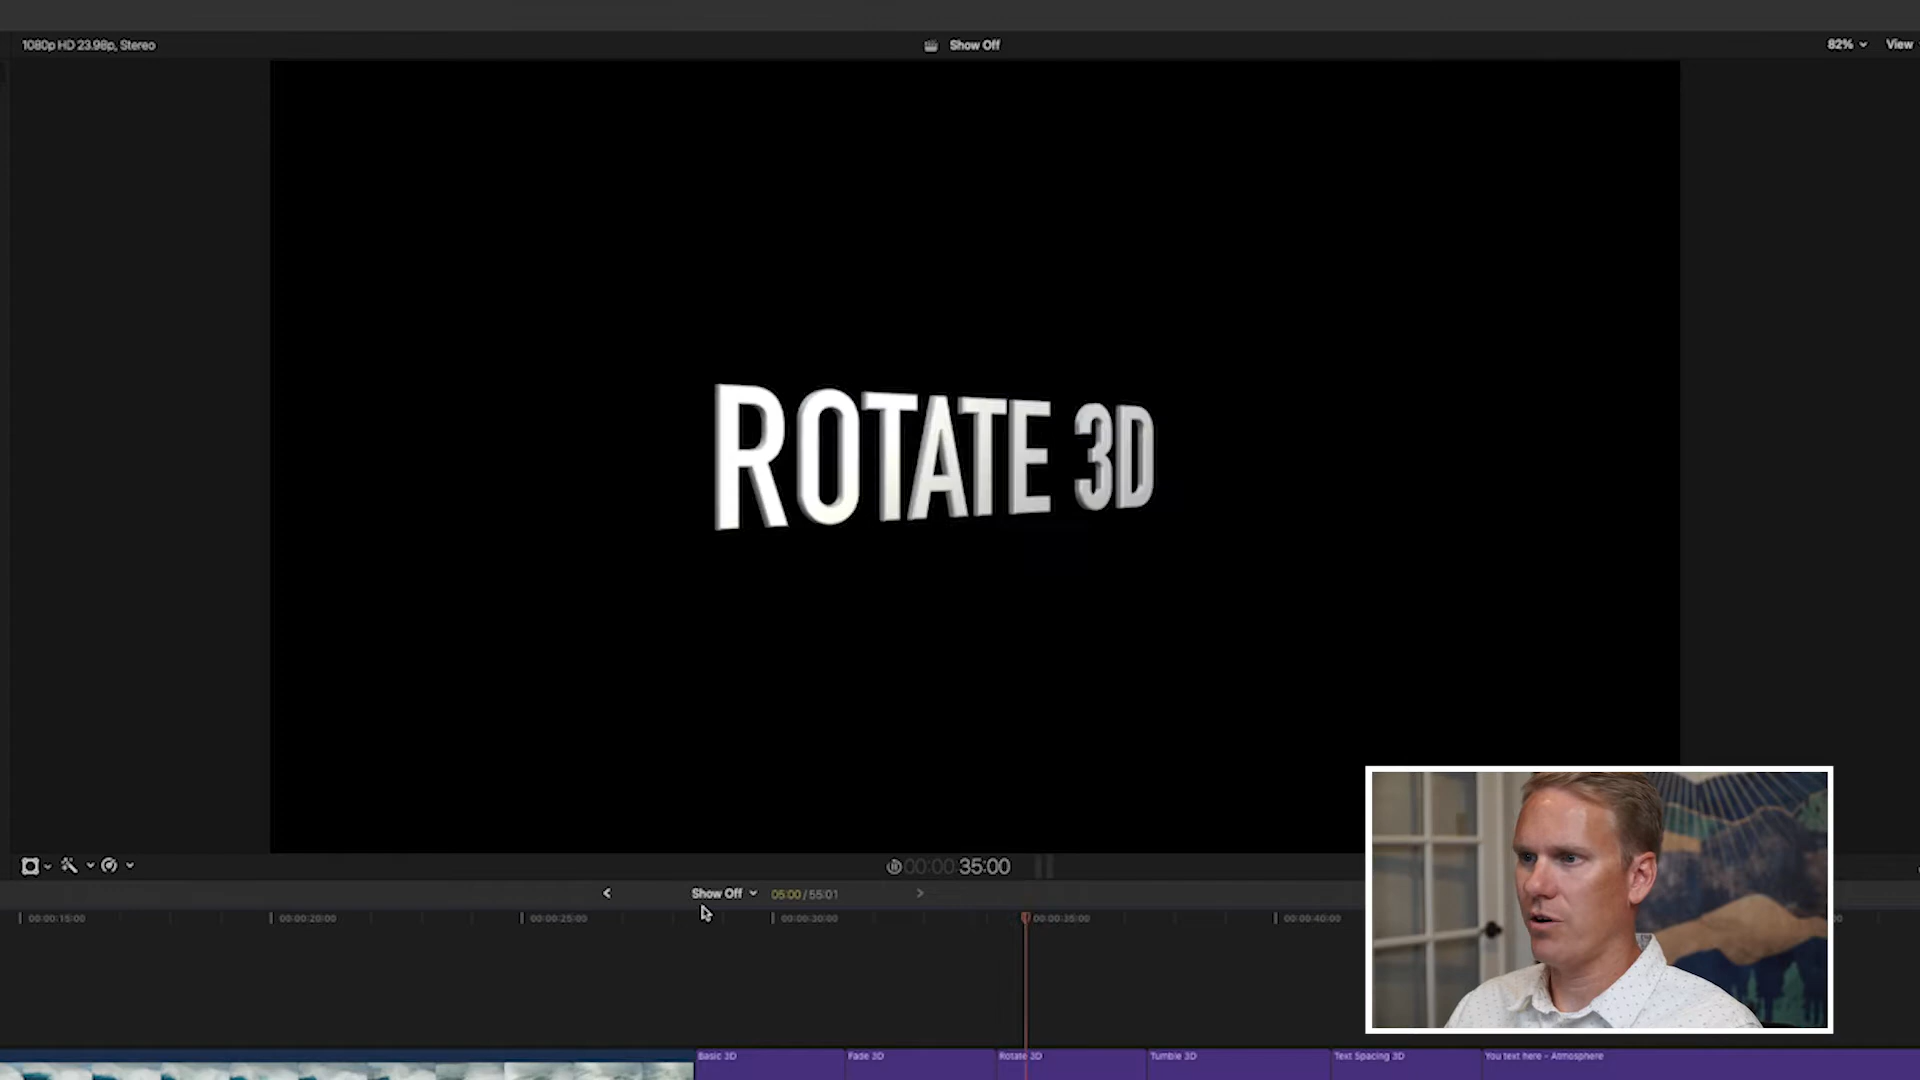 1080p HD 23.98p, Stereo
Show Off
82%
View
ROTATE 3D
00:00:35:00
Show Off
05:00 / 55:01
00:00:15:00
00:00:20:00
00:00:25:00
00:00:30:00
00:00:35:00
00:00:40:00
Basic 3D
Fade 3D
Rotate 3D
Tumble 3D
Text Spacing 3D
You text here - Atmosphere